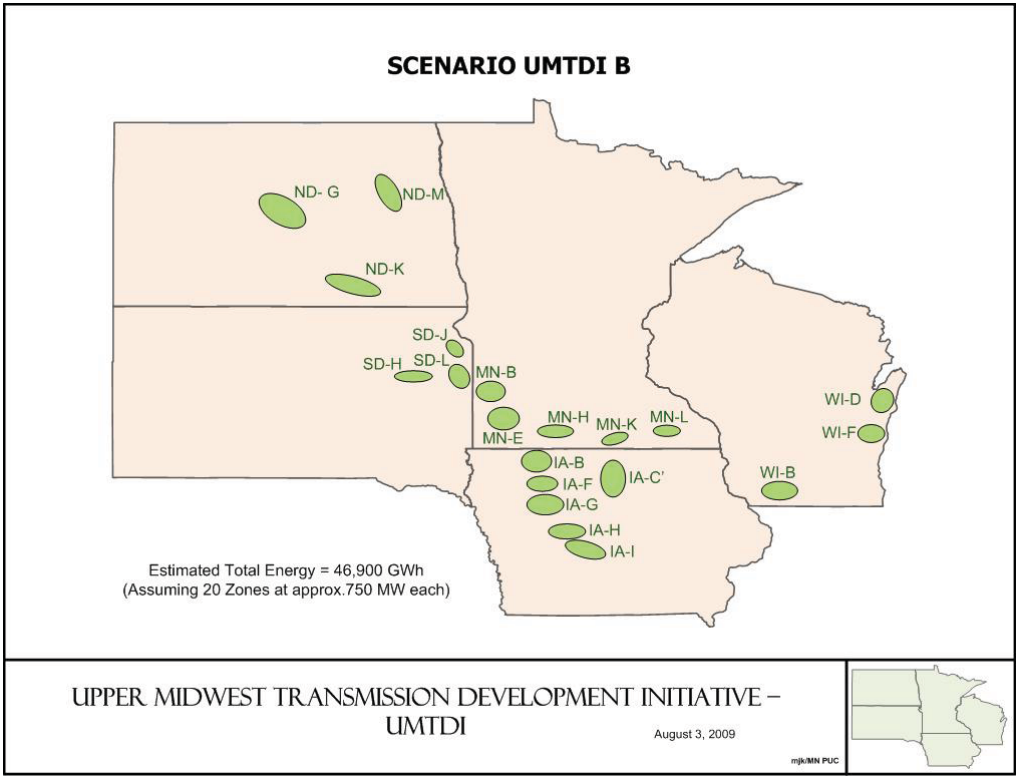 SCENARIO UMTDI B
ND- G
ND-M
ND-K
SD-J
SD-H
SD-L
MN-B
MN-E
MN-H
MN-K
MN-L
WI-D
WI-F
WI-B
IA-B
IA-F
IA-C'
IA-G
IA-H
IA-I
Estimated Total Energy = 46,900 GWh
(Assuming 20 Zones at approx.750 MW each)
UPPER MIDWEST TRANSMISSION DEVELOPMENT INITIATIVE –
UMTDI
August 3, 2009
mjk/MN PUC